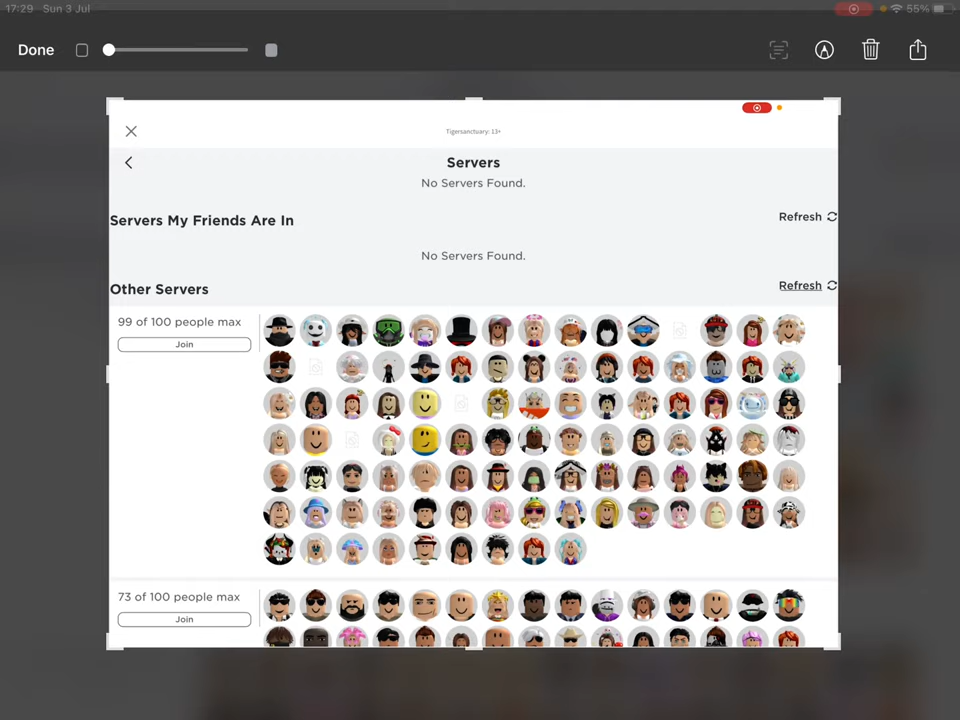 17:29 Sun 3 Jul
55%
Done
Tigersanctuary: 13+
Servers
No Servers Found.
Servers My Friends Are In
Refresh
No Servers Found.
Other Servers
Refresh
99 of 100 people max
Join
73 of 100 people max
Join